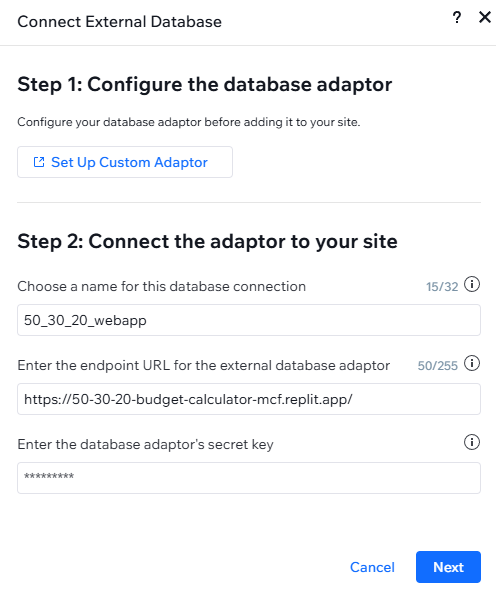 Connect External Database ? ✕
Step 1: Configure the database adaptor
Configure your database adaptor before adding it to your site.
Set Up Custom Adaptor
Step 2: Connect the adaptor to your site
Choose a name for this database connection 15/32
50_30_20_webapp
Enter the endpoint URL for the external database adaptor 50/255
https://50-30-20-budget-calculator-mcf.replit.app/
Enter the database adaptor's secret key
*********
Cancel Next